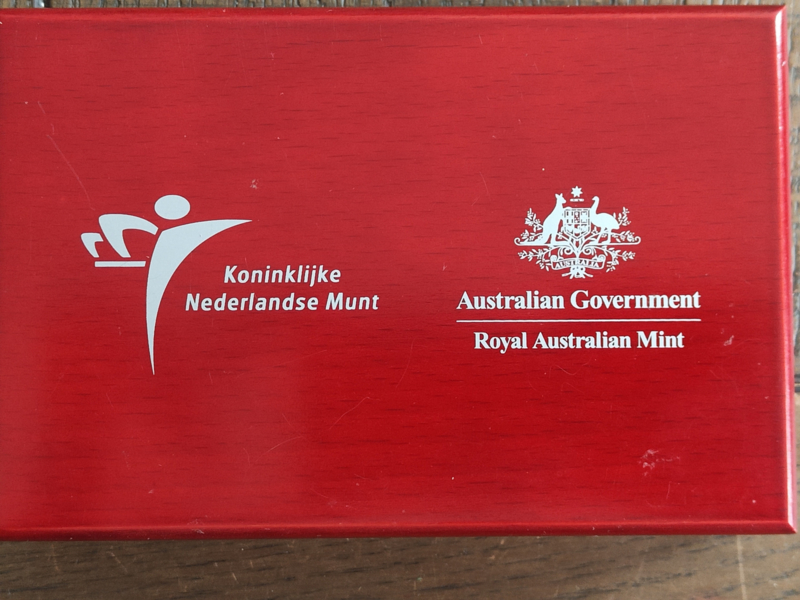 Koninklijke
Nederlandse Munt
AUSTRALIA
Australian Government
Royal Australian Mint